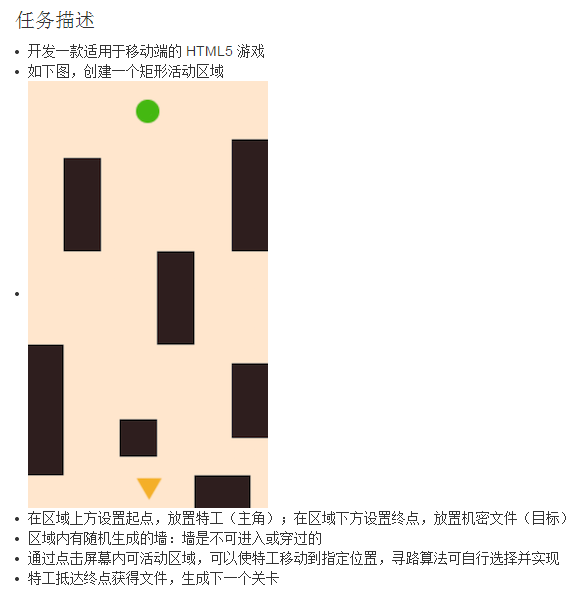 任务描述
开发一款适用于移动端的 HTML5 游戏
如下图，创建一个矩形活动区域
在区域上方设置起点，放置特工（主角）；在区域下方设置终点，放置机密文件（目标）
区域内有随机生成的墙：墙是不可进入或穿过的
通过点击屏幕内可活动区域，可以使特工移动到指定位置，寻路算法可自行选择并实现
特工抵达终点获得文件，生成下一个关卡